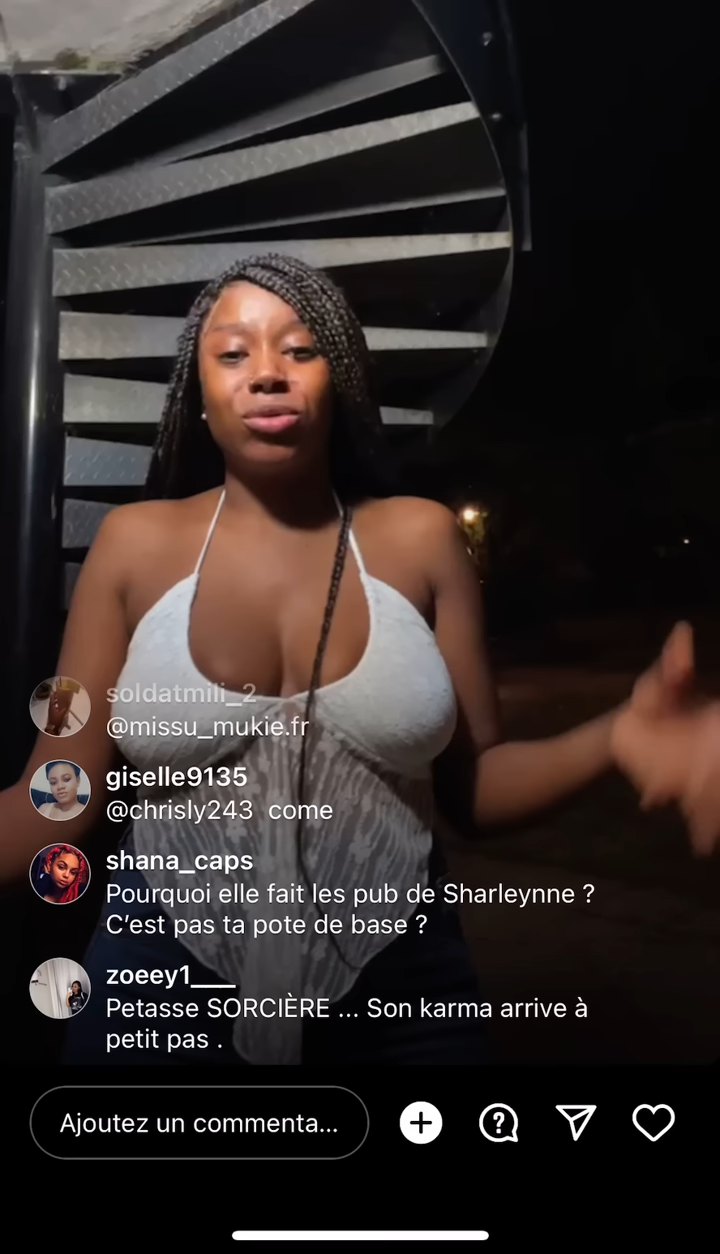 soldatmili_2
@missu_mukie.fr
giselle9135
@chrisly243 come
shana_caps
Pourquoi elle fait les pub de Sharleynne ?
C’est pas ta pote de base ?
zoeey1___
Petasse SORCIÈRE ... Son karma arrive à
petit pas .
Ajoutez un commenta...